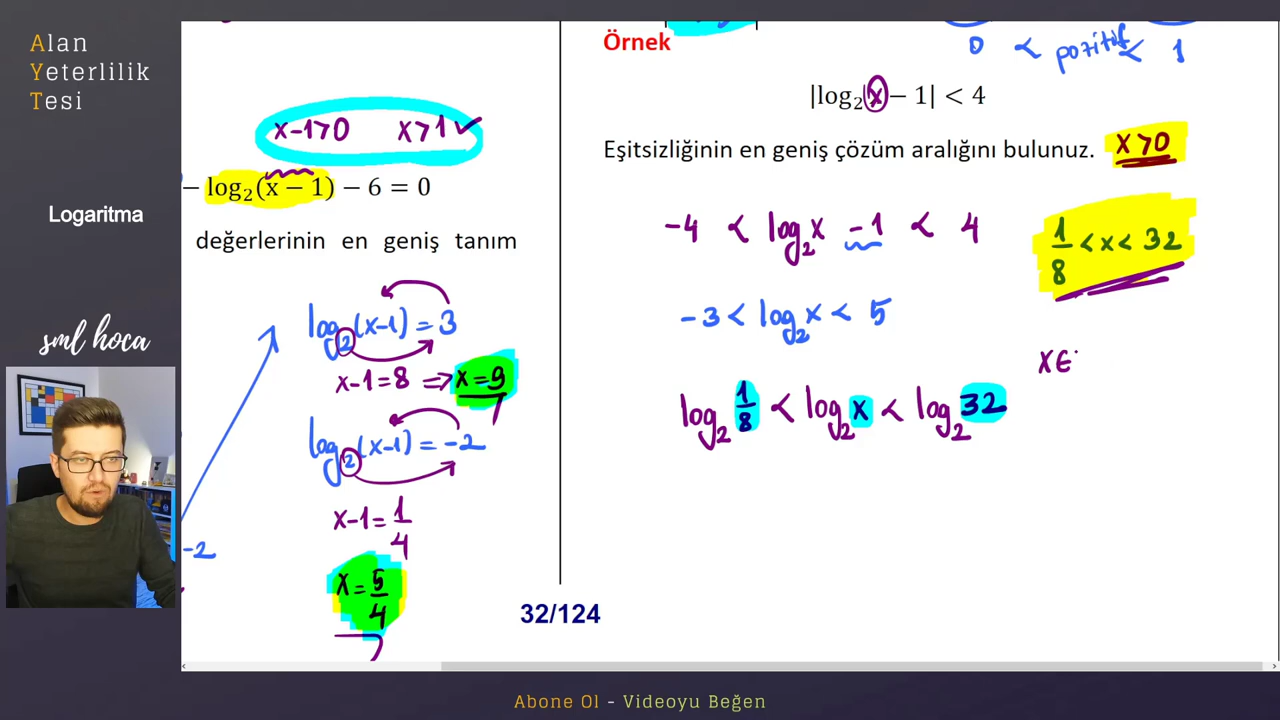 Alan
Yeterlilik
Tesi
Logaritma
sml hoca
x-1>0 x>1
− log₂(x − 1) − 6 = 0
değerlerinin en geniş tanım
log₂(x-1) = 3
x-1=8 => x=9
log₂(x-1) = -2
x-1= 1/4
x = 5/4
-2
32/124
Örnek
0 < pozitif < 1
|log₂x − 1| < 4
Eşitsizliğinin en geniş çözüm aralığını bulunuz. x>0
-4 < log₂x -1 < 4
1/8 < x < 32
-3 < log₂x < 5
x∈
log₂ 1/8 < log₂ x < log₂ 32
Abone Ol - Videoyu Beğen